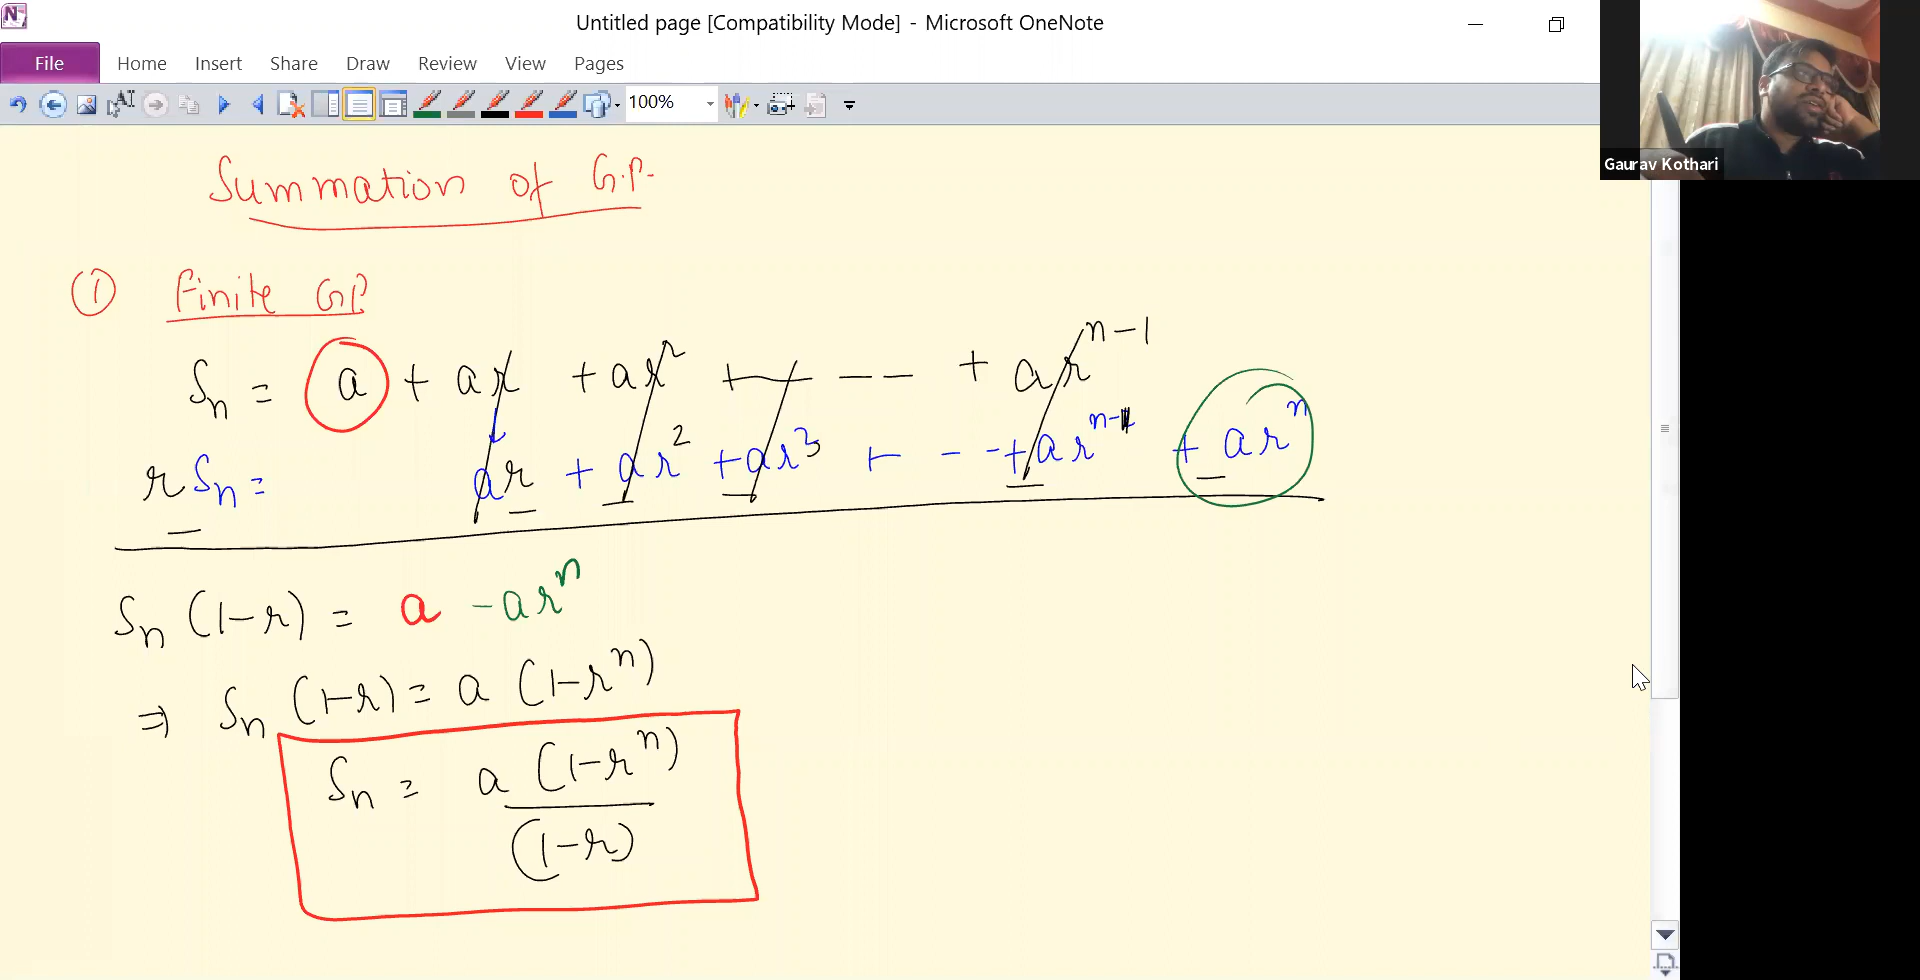 Untitled page [Compatibility Mode] - Microsoft OneNote
File Home Insert Share Draw Review View Pages
100%
Gaurav Kothari
Summation of G.P.
① Finite GP
Sₙ = a + ar + ar² + — — — + arⁿ⁻¹
rSₙ = ar + ar² + ar³ + - - + arⁿ⁻¹ + arⁿ
Sₙ (1-r) = a - arⁿ
⇒ Sₙ (1-r) = a (1-rⁿ)
Sₙ = a (1-rⁿ)
(1-r)